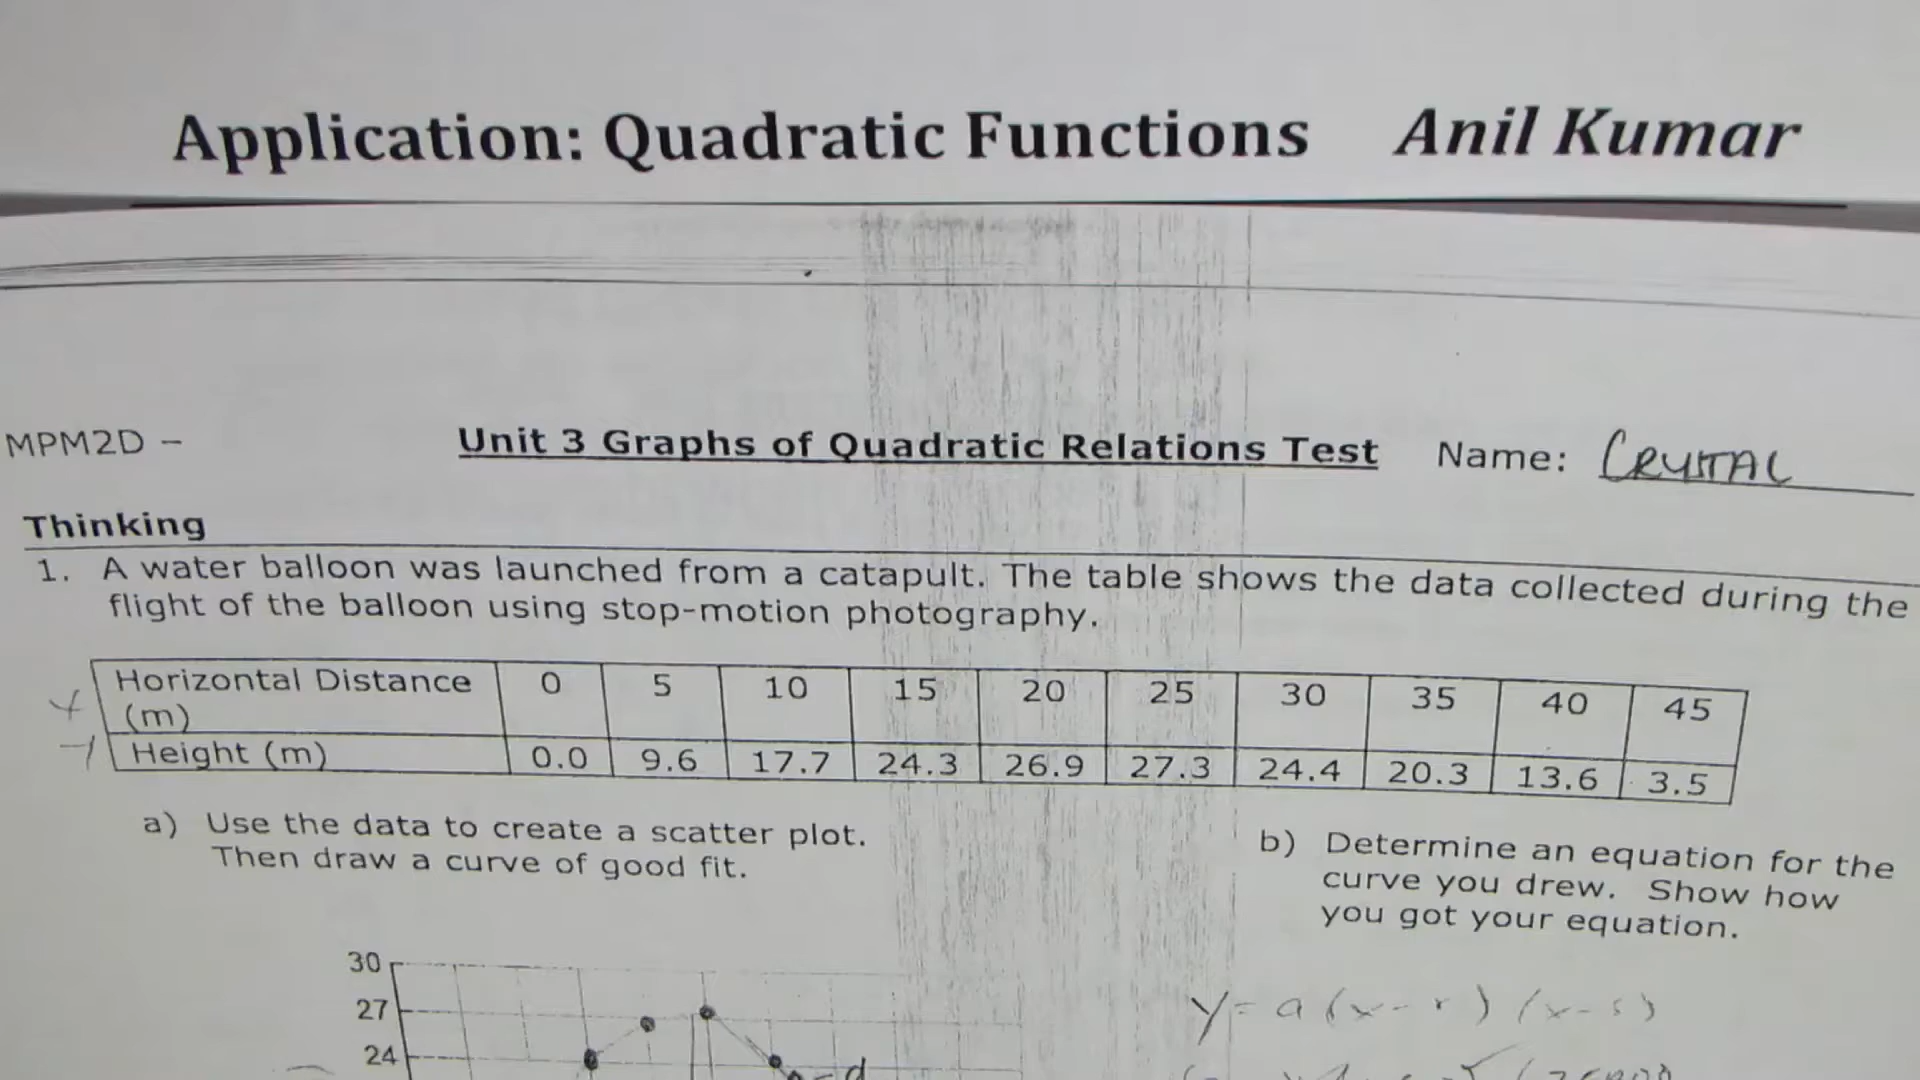 Application: Quadratic Functions Anil Kumar
MPM2D – Unit 3 Graphs of Quadratic Relations Test Name: CRYSTAL
Thinking
1. A water balloon was launched from a catapult. The table shows the data collected during the
flight of the balloon using stop-motion photography.
Horizontal Distance (m) 0 5 10 15 20 25 30 35 40 45
Height (m) 0.0 9.6 17.7 24.3 26.9 27.3 24.4 20.3 13.6 3.5
a) Use the data to create a scatter plot.
Then draw a curve of good fit.
b) Determine an equation for the
curve you drew. Show how
you got your equation.
30
27
24
y = a(x-r)(x-s)